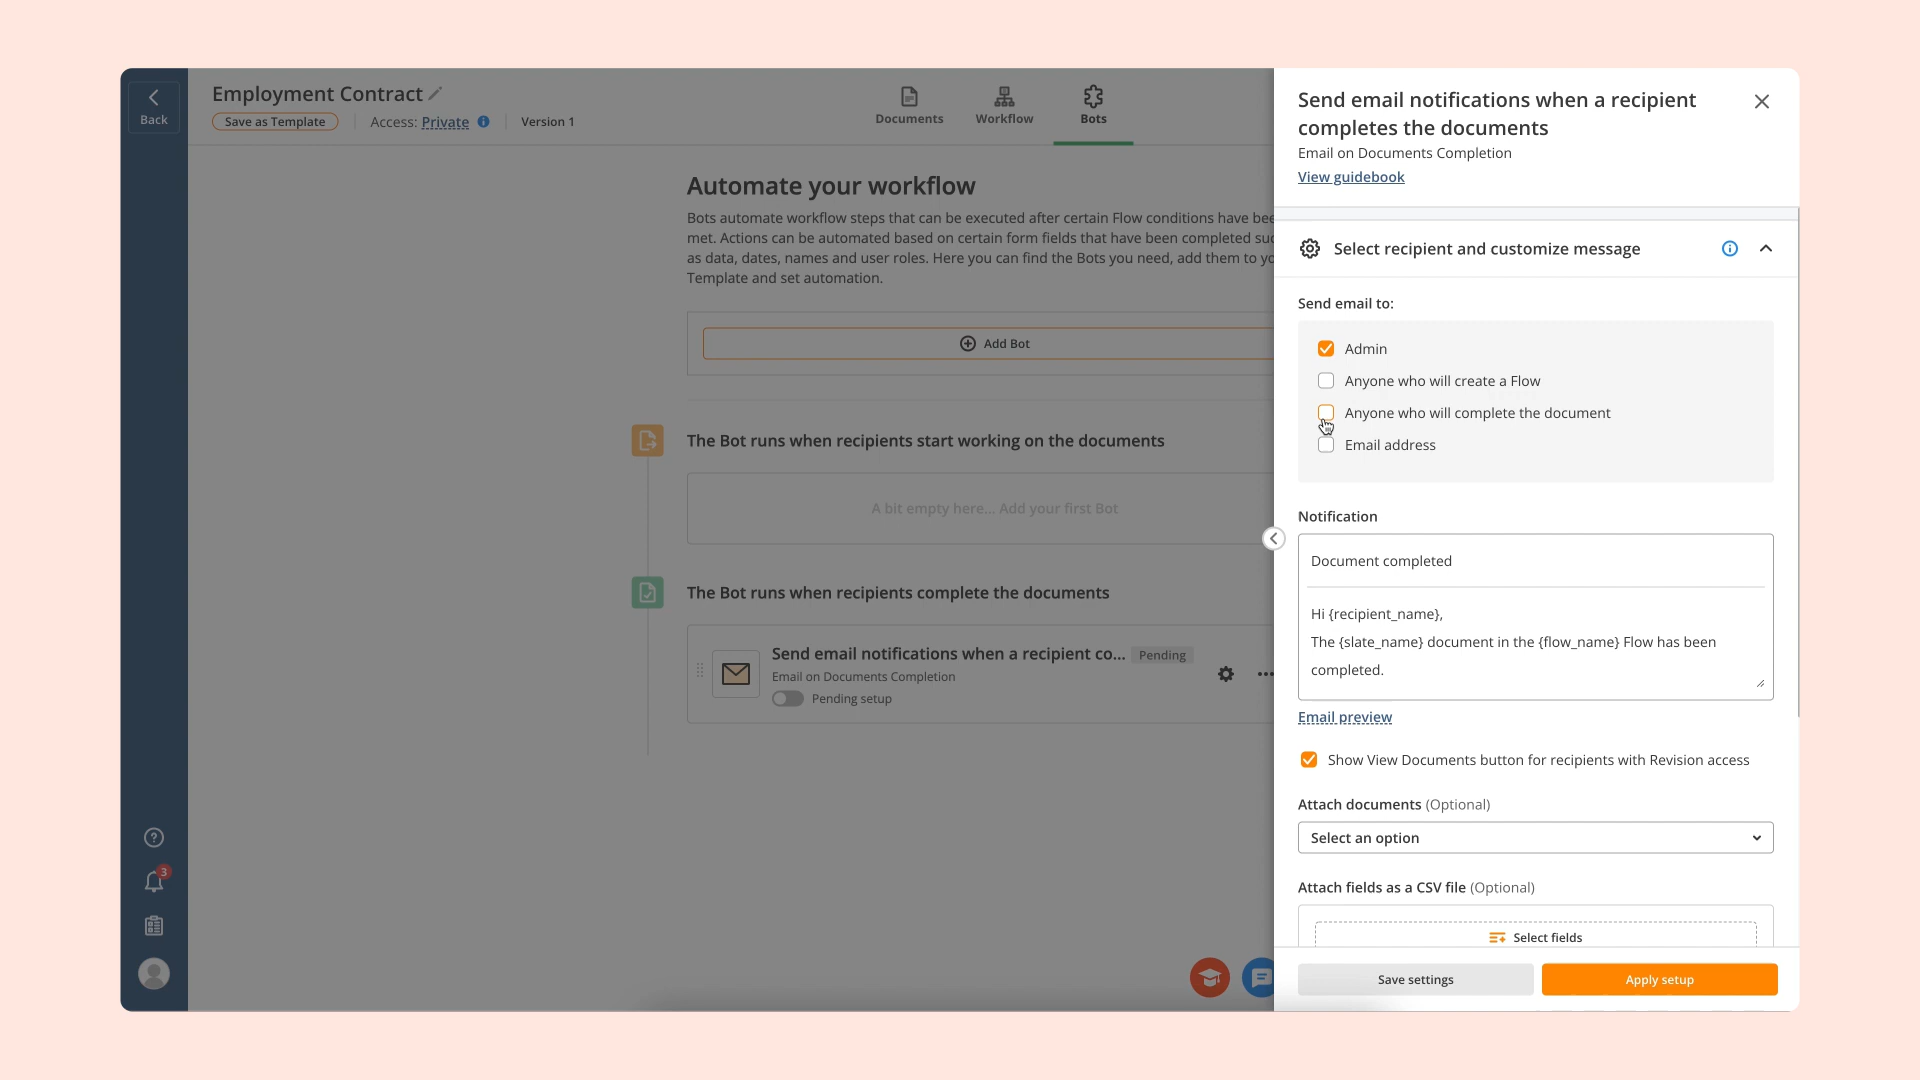 Back
Employment Contract
Save as Template
Access: Private
Version 1
Documents
Workflow
Bots
Automate your workflow
Bots automate workflow steps that can be executed after certain Flow conditions have bee
met. Actions can be automated based on certain form fields that have been completed suc
as data, dates, names and user roles. Here you can find the Bots you need, add them to yo
Template and set automation.
Add Bot
The Bot runs when recipients start working on the documents
A bit empty here... Add your first Bot
The Bot runs when recipients complete the documents
Send email notifications when a recipient co...
Pending
Email on Documents Completion
Pending setup
3
Send email notifications when a recipient
completes the documents
Email on Documents Completion
View guidebook
Select recipient and customize message
Send email to:
Admin
Anyone who will create a Flow
Anyone who will complete the document
Email address
Notification
Document completed
Hi {recipient_name},
The {slate_name} document in the {flow_name} Flow has been
completed.
Email preview
Show View Documents button for recipients with Revision access
Attach documents (Optional)
Select an option
Attach fields as a CSV file (Optional)
Select fields
Save settings
Apply setup